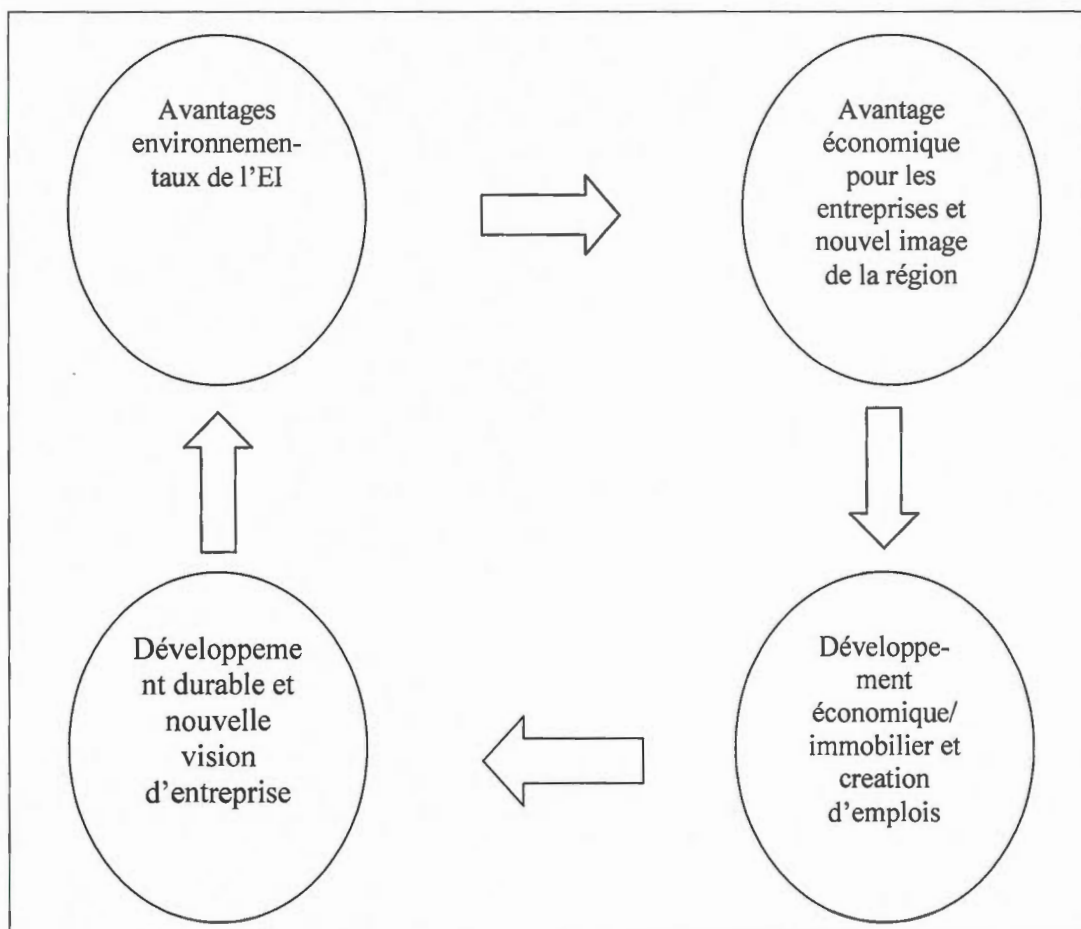 Avantages
environnemen-
taux de l'EI
Avantage
économique
pour les
entreprises et
nouvel image
de la région
Développeme
nt durable et
nouvelle
vision
d'entreprise
Développe-
ment
économique/
immobilier et
creation
d'emplois